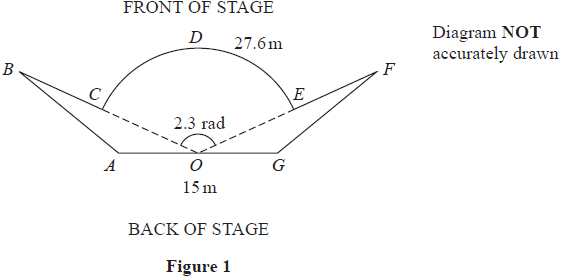 FRONT OF STAGE
D
27.6 m
Diagram NOT
accurately drawn
B
F
C
E
2.3 rad
A
O
G
15 m
BACK OF STAGE
Figure 1